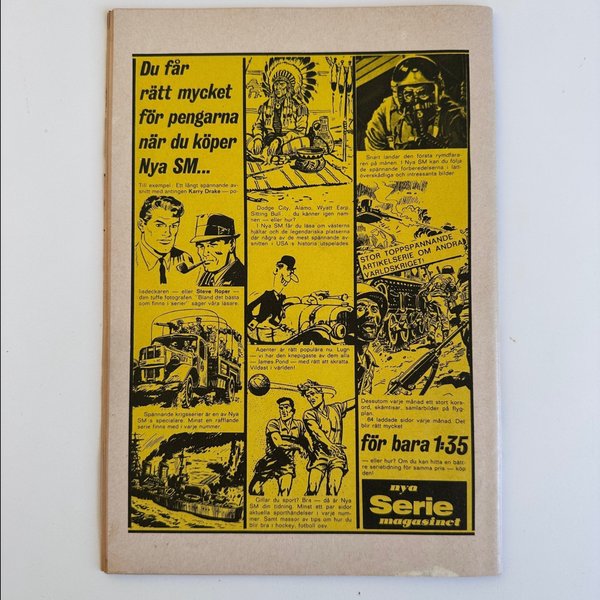 Du får
rätt mycket
för pengarna
när du köper
Nya SM...
Till exempel: Ett långt spännande av-
snitt med antingen Karry Drake — po-
lisdeckaren — eller Steve Roper —
den tuffe fotografen. "Bland det bästa
som finns i serier" säger våra läsare.
Spännande krigsserier är en av Nya
SM:s specialare. Minst en rafflande
serie finns med i varje nummer.
Dodge City, Alamo, Wyatt Earp,
Sitting Bull... du känner igen nam-
nen — eller hur?
I Nya SM får du läsa om västerns
hjältar och de legendariska platserna
där några av de mest spännande av-
snitten i USA:s historia utspelades.
Agenter är rätt populära nu. Lugn
— vi har den knepigaste av dem alla
— James Pond — med rätt att skratta.
Vildast i världen!
Gillar du sport? Bra — då är Nya
SM din tidning. Minst ett par sidor
aktuella sporthändelser i varje num-
mer. Samt massor av tips om hur du
blir bra i hockey, fotboll osv.
Snart landar den första rymdfara-
ren på månen. I Nya SM kan du följa
de spännande förberedelserna i lätt-
överskådliga och intressanta bilder.
STOR TOPPSPÄNNANDE
ARTIKELSERIE OM ANDRA
VÄRLDSKRIGET!
Dessutom varje månad ett stort kors-
ord, skämtisar, samlarbilder på flyg-
plan.
64 laddade sidor varje månad. Det
blir rätt mycket
för bara 1:35
— eller hur? Om du kan hitta en bätt-
re serietidning för samma pris — köp
den!
nya
Serie
magasinet